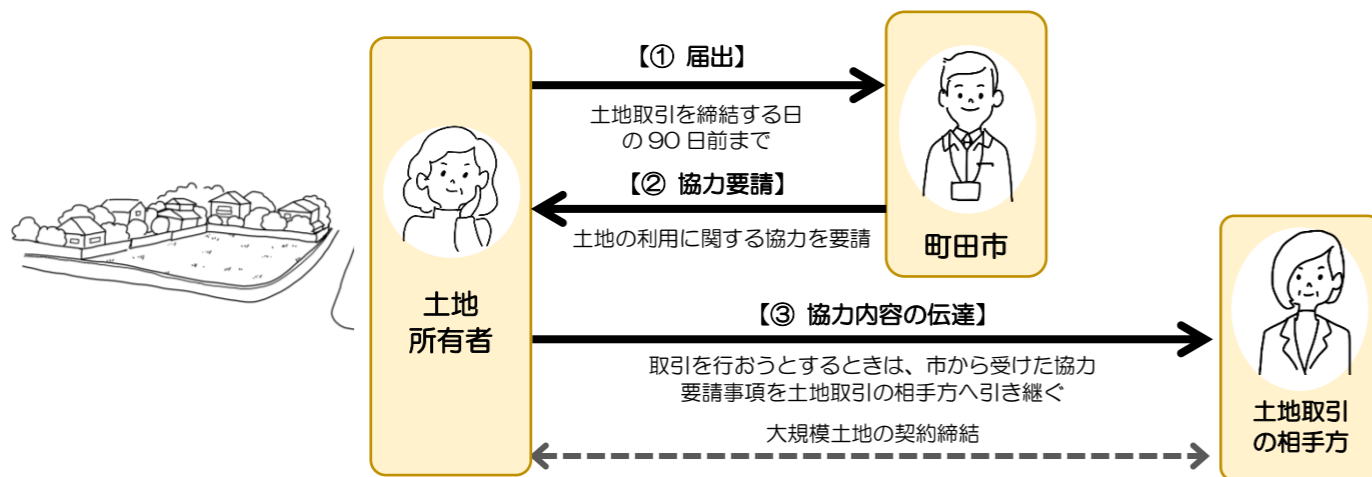 【① 届出】
土地取引を締結する日
の 90 日前まで
【② 協力要請】
土地の利用に関する協力を要請
町田市
土地
所有者
【③ 協力内容の伝達】
取引を行おうとするときは、市から受けた協力
要請事項を土地取引の相手方へ引き継ぐ
大規模土地の契約締結
土地取引
の相手方